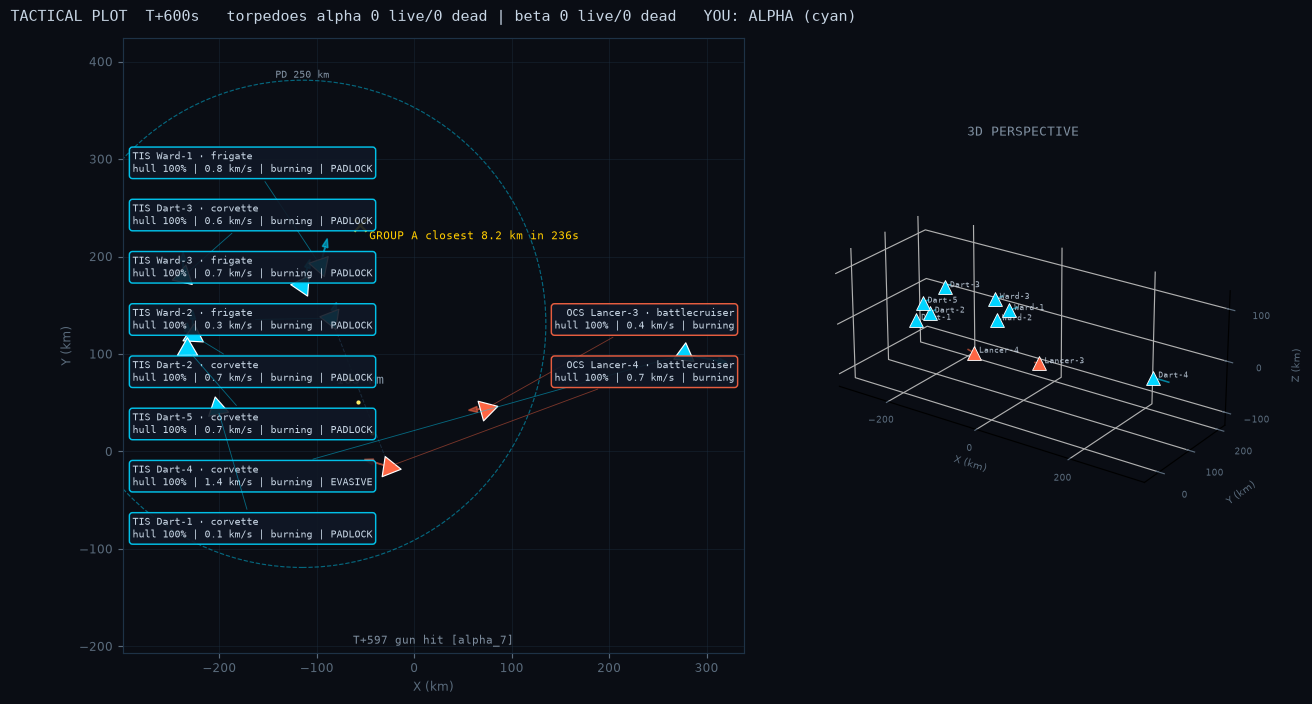 TACTICAL PLOT  T+600s   torpedoes alpha 0 live/0 dead | beta 0 live/0 dead   YOU: ALPHA (cyan)
400
300
200
100
0
−100
−200
Y (km)
−200
−100
0
100
200
300
X (km)
PD 250 km
TIS Ward-1 · frigate
hull 100% | 0.8 km/s | burning | PADLOCK
TIS Dart-3 · corvette
hull 100% | 0.6 km/s | burning | PADLOCK
GROUP A closest 8.2 km in 236s
TIS Ward-3 · frigate
hull 100% | 0.7 km/s | burning | PADLOCK
TIS Ward-2 · frigate
hull 100% | 0.3 km/s | burning | PADLOCK
OCS Lancer-3 · battlecruiser
hull 100% | 0.4 km/s | burning
TIS Dart-2 · corvette
hull 100% | 0.7 km/s | burning | PADLOCK
OCS Lancer-4 · battlecruiser
hull 100% | 0.7 km/s | burning
TIS Dart-5 · corvette
hull 100% | 0.7 km/s | burning | PADLOCK
TIS Dart-4 · corvette
hull 100% | 1.4 km/s | burning | EVASIVE
TIS Dart-1 · corvette
hull 100% | 0.1 km/s | burning | PADLOCK
T+597 gun hit [alpha_7]
3D PERSPECTIVE
Dart-3
Dart-5
Dart-2
Ward-3
Ward-1
Lancer-4
Lancer-3
Dart-4
−200
0
200
X (km)
0
100
200
Y (km)
100
0
−100
Z (km)